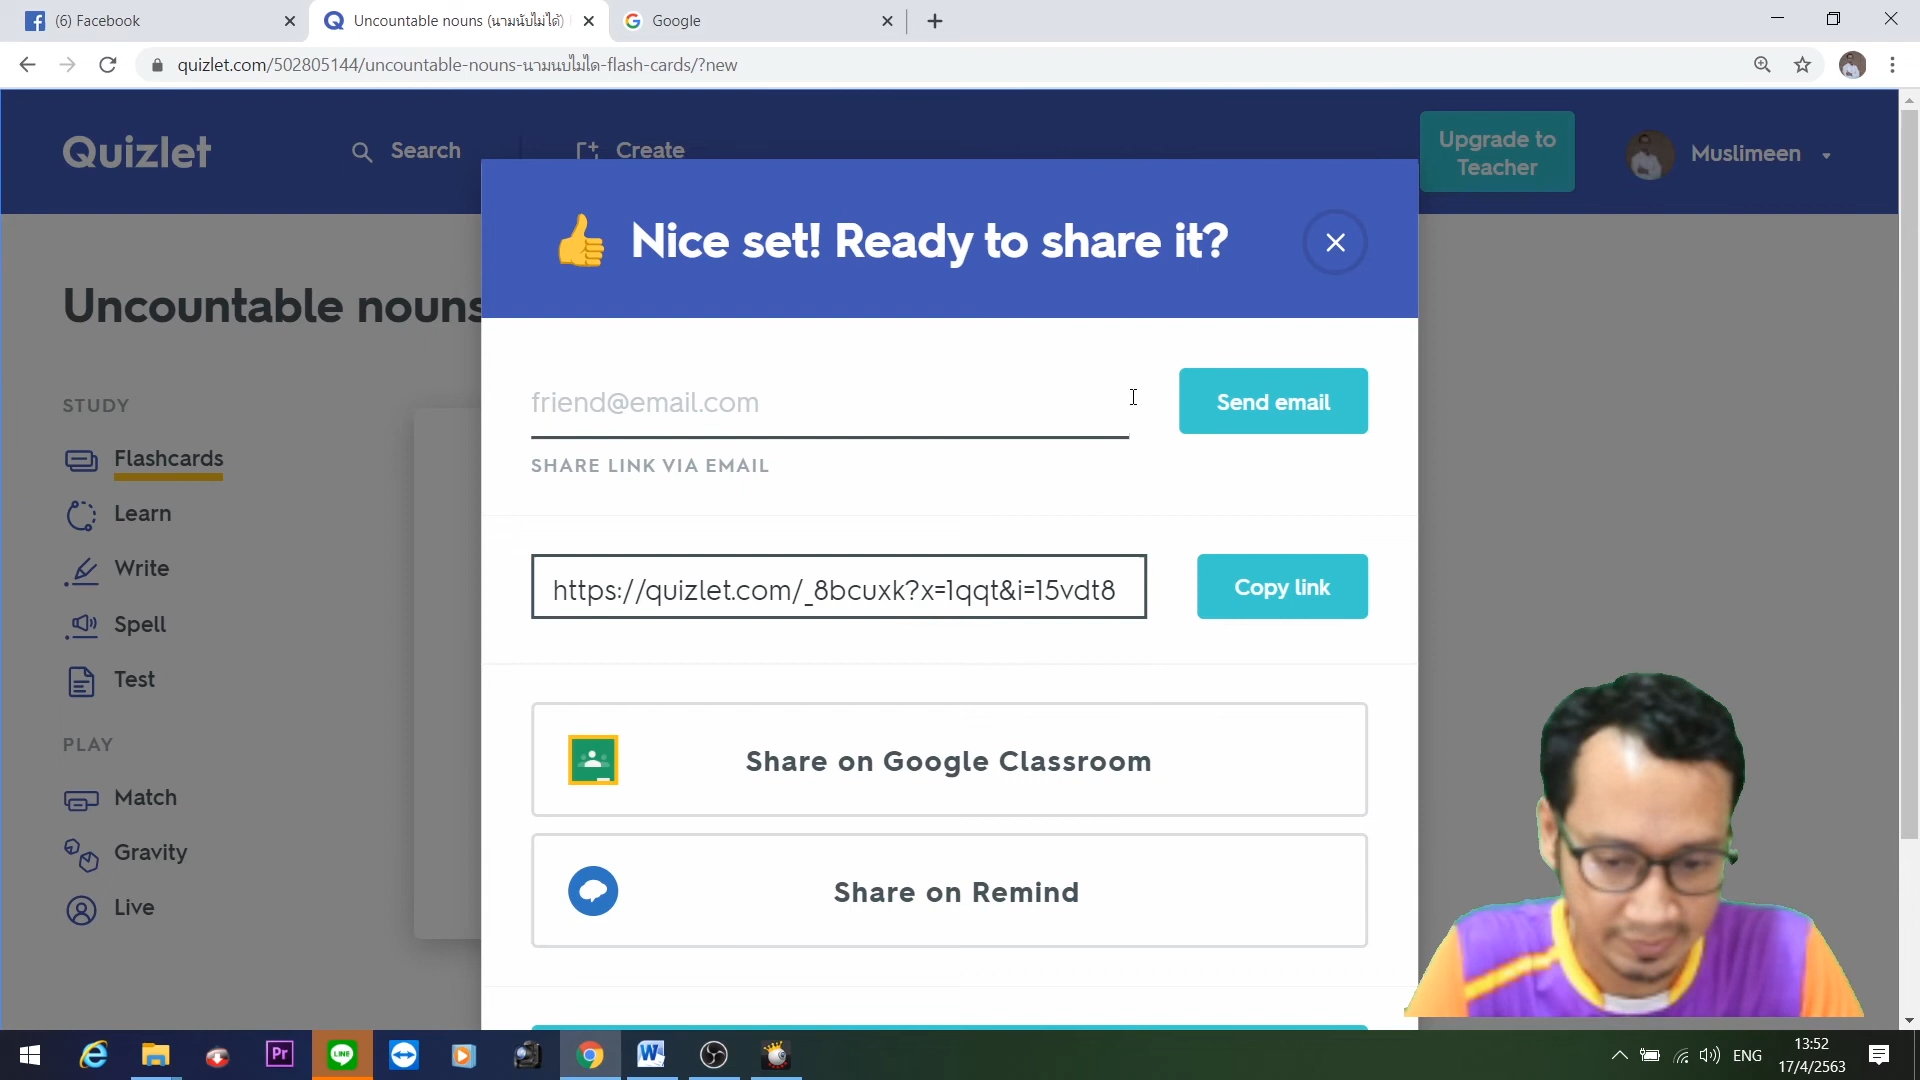 (6) Facebook
Uncountable nouns (นามนับไม่ได้)
Google
quizlet.com/502805144/uncountable-nouns-นามนบไมได-flash-cards/?new
Quizlet
Search
Create
Upgrade to
Teacher
Muslimeen
Nice set! Ready to share it?
Uncountable nouns
friend@email.com
Send email
SHARE LINK VIA EMAIL
https://quizlet.com/_8bcuxk?x=1qqt&i=15vdt8
Copy link
STUDY
Flashcards
Learn
Write
Spell
Test
PLAY
Match
Gravity
Live
Share on Google Classroom
Share on Remind
Pr
LINE
ENG
13:52
17/4/2563